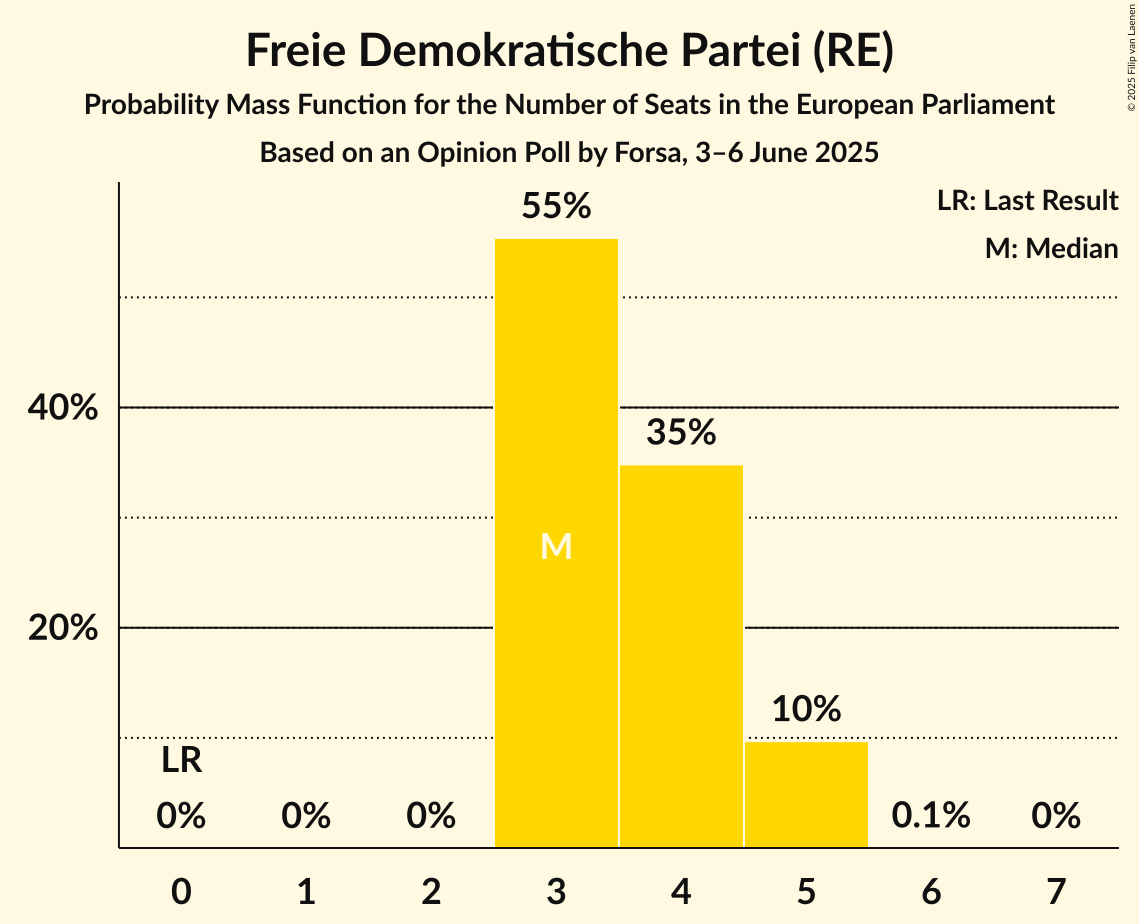 Freie Demokratische Partei (RE)
Probability Mass Function for the Number of Seats in the European Parliament
Based on an Opinion Poll by Forsa, 3–6 June 2025
© 2025 Filip van Laenen
LR: Last Result
M: Median
55%
40%
35%
M
20%
10%
LR
0%
0%
0%
0.1%
0%
0
1
2
3
4
5
6
7